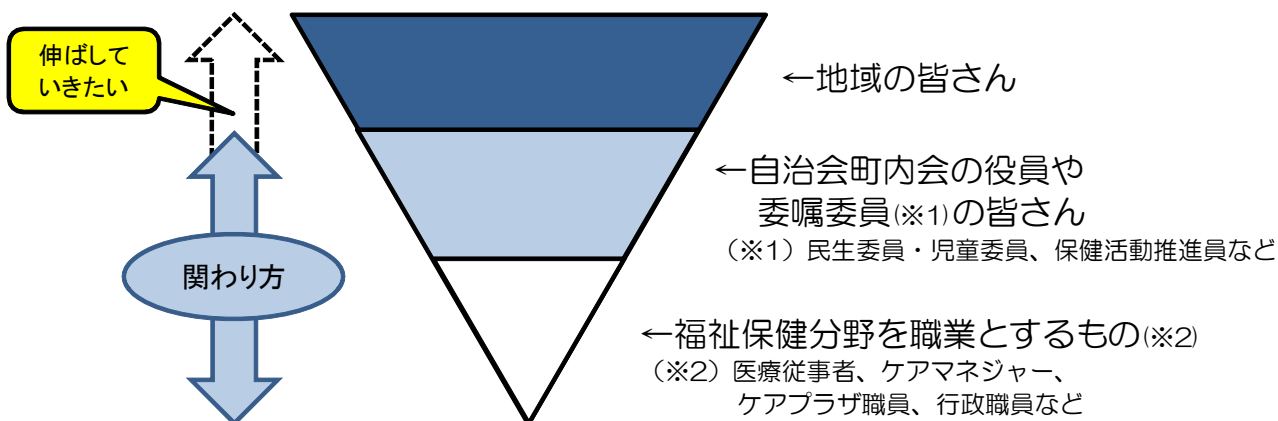 伸ばして
いきたい
←地域の皆さん
←自治会町内会の役員や
委嘱委員(※1)の皆さん
（※1）民生委員・児童委員、保健活動推進員など
関わり方
←福祉保健分野を職業とするもの(※2)
（※2）医療従事者、ケアマネジャー、
ケアプラザ職員、行政職員など